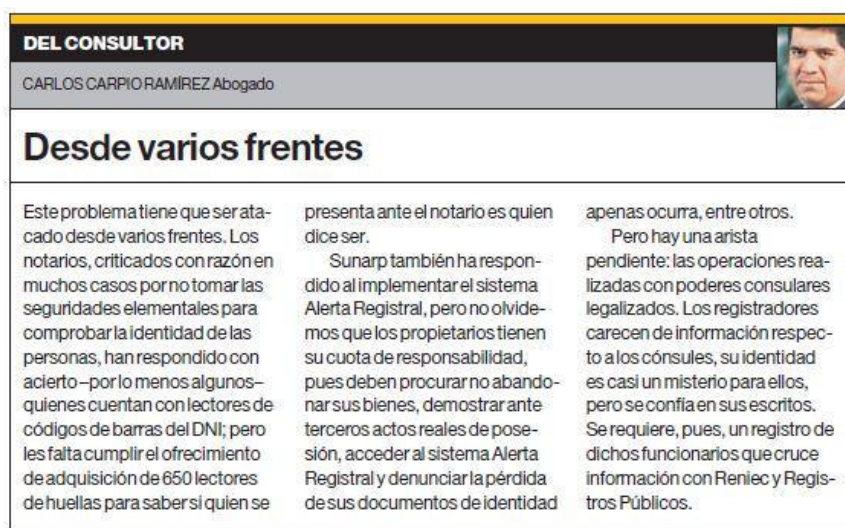 DEL CONSULTOR
CARLOS CARPIO RAMÍREZ Abogado
Desde varios frentes
Este problema tiene que ser ata-
cado desde varios frentes. Los
notarios, criticados con razón en
muchos casos por no tomar las
seguridades elementales para
comprobar la identidad de las
personas, han respondido con
acierto –por lo menos algunos–
quienes cuentan con lectores de
códigos de barras del DNI; pero
les falta cumplir el ofrecimiento
de adquisición de 650 lectores
de huellas para saber si quien se
presenta ante el notario es quien
dice ser.
Sunarp también ha respon-
dido al implementar el sistema
Alerta Registral, pero no olvide-
mos que los propietarios tienen
su cuota de responsabilidad,
pues deben procurar no abando-
nar sus bienes, demostrar ante
terceros actos reales de pose-
sión, acceder al sistema Alerta
Registral y denunciar la pérdida
de sus documentos de identidad
apenas ocurra, entre otros.
Pero hay una arista
pendiente: las operaciones rea-
lizadas con poderes consulares
legalizados. Los registradores
carecen de información respec-
to a los cónsules, su identidad
es casi un misterio para ellos,
pero se confía en sus escritos.
Se requiere, pues, un registro de
dichos funcionarios que cruce
información con Reniec y Regis-
tros Públicos.